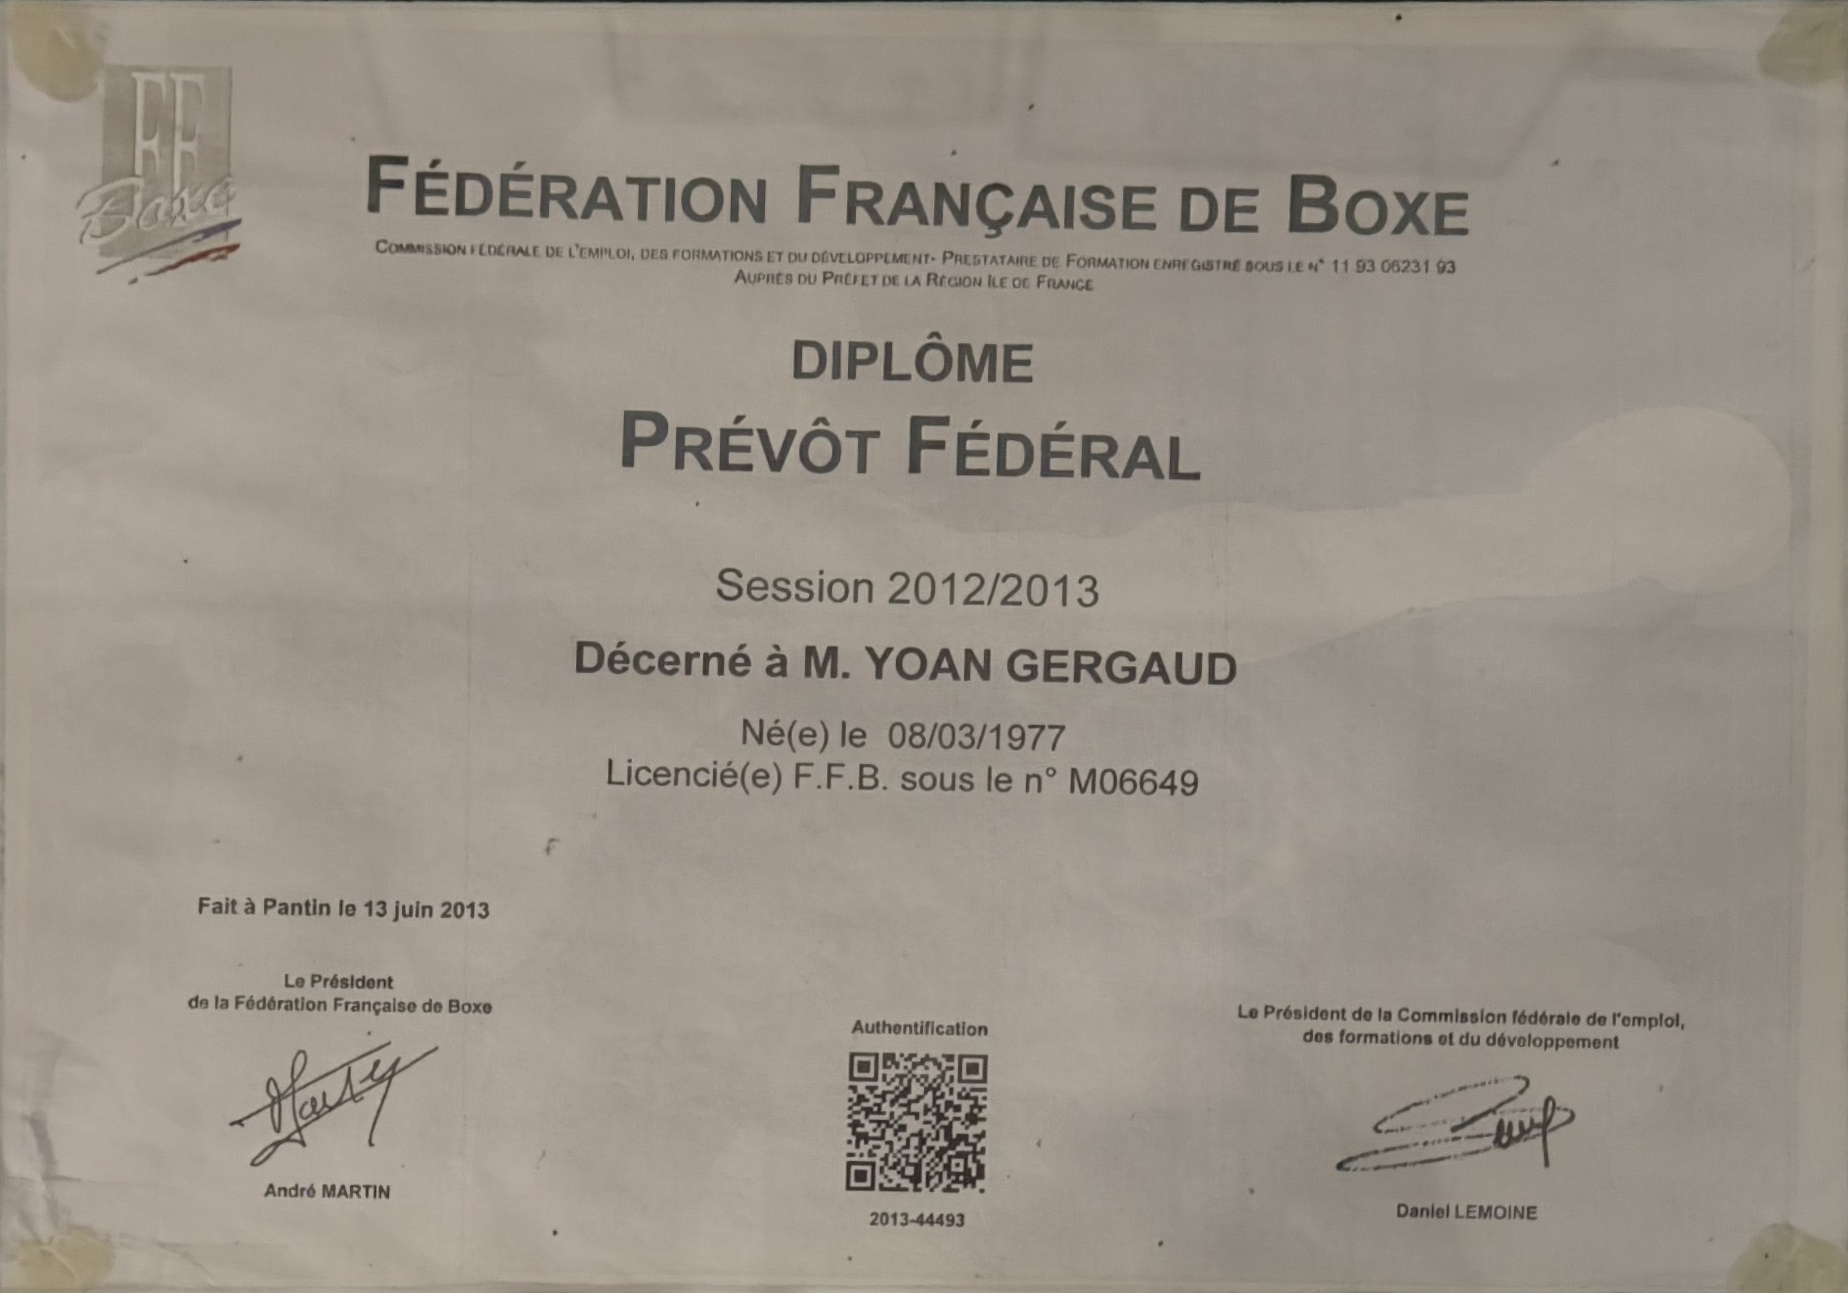 FF
Boxe
FÉDÉRATION FRANÇAISE DE BOXE
COMMISSION FÉDÉRALE DE L'EMPLOI, DES FORMATIONS ET DU DÉVELOPPEMENT- PRESTATAIRE DE FORMATION ENREGISTRÉ SOUS LE N° 11 93 06231 93
AUPRÈS DU PRÉFET DE LA RÉGION ILE DE FRANCE
DIPLÔME
PRÉVÔT FÉDÉRAL
Session 2012/2013
Décerné à M. YOAN GERGAUD
Né(e) le 08/03/1977
Licencié(e) F.F.B. sous le n° M06649
Fait à Pantin le 13 juin 2013
Le Président
de la Fédération Française de Boxe
André MARTIN
Authentification
2013-44493
Le Président de la Commission fédérale de l'emploi,
des formations et du développement
Daniel LEMOINE